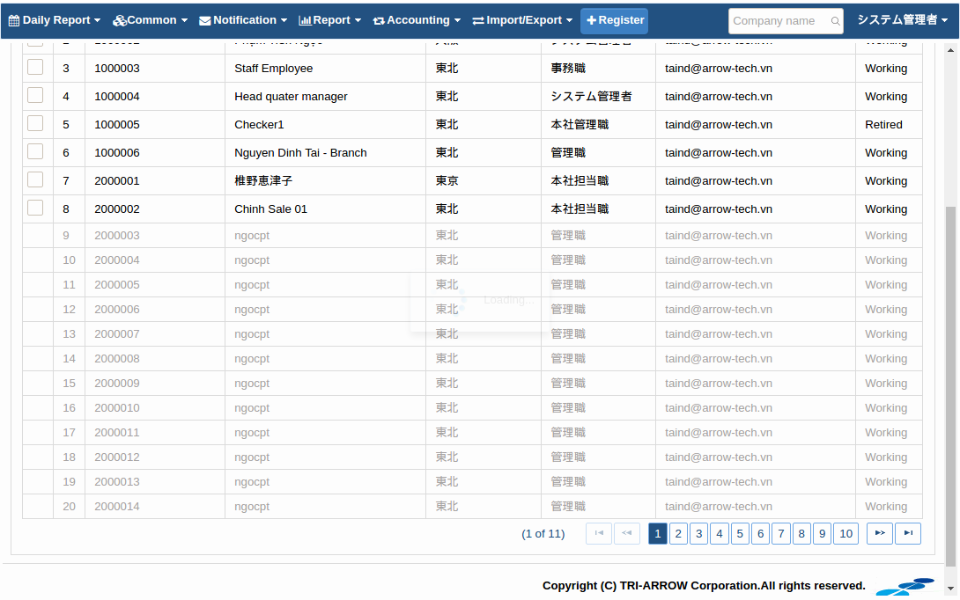 Daily Report Common Notification Report Accounting Import/Export Register Company name システム管理者
3 1000003 Staff Employee 東北 事務職 taind@arrow-tech.vn Working
4 1000004 Head quater manager 東北 システム管理者 taind@arrow-tech.vn Working
5 1000005 Checker1 東北 本社管理職 taind@arrow-tech.vn Retired
6 1000006 Nguyen Dinh Tai - Branch 東北 管理職 taind@arrow-tech.vn Working
7 2000001 椎野恵津子 東京 本社担当職 taind@arrow-tech.vn Working
8 2000002 Chinh Sale 01 東北 本社担当職 taind@arrow-tech.vn Working
9 2000003 ngocpt 東北 管理職 taind@arrow-tech.vn Working
10 2000004 ngocpt 東北 管理職 taind@arrow-tech.vn Working
11 2000005 ngocpt 東北 管理職 taind@arrow-tech.vn Working
Loading...
12 2000006 ngocpt 東北 管理職 taind@arrow-tech.vn Working
13 2000007 ngocpt 東北 管理職 taind@arrow-tech.vn Working
14 2000008 ngocpt 東北 管理職 taind@arrow-tech.vn Working
15 2000009 ngocpt 東北 管理職 taind@arrow-tech.vn Working
16 2000010 ngocpt 東北 管理職 taind@arrow-tech.vn Working
17 2000011 ngocpt 東北 管理職 taind@arrow-tech.vn Working
18 2000012 ngocpt 東北 管理職 taind@arrow-tech.vn Working
19 2000013 ngocpt 東北 管理職 taind@arrow-tech.vn Working
20 2000014 ngocpt 東北 管理職 taind@arrow-tech.vn Working
(1 of 11) 1 2 3 4 5 6 7 8 9 10
Copyright (C) TRI-ARROW Corporation.All rights reserved.